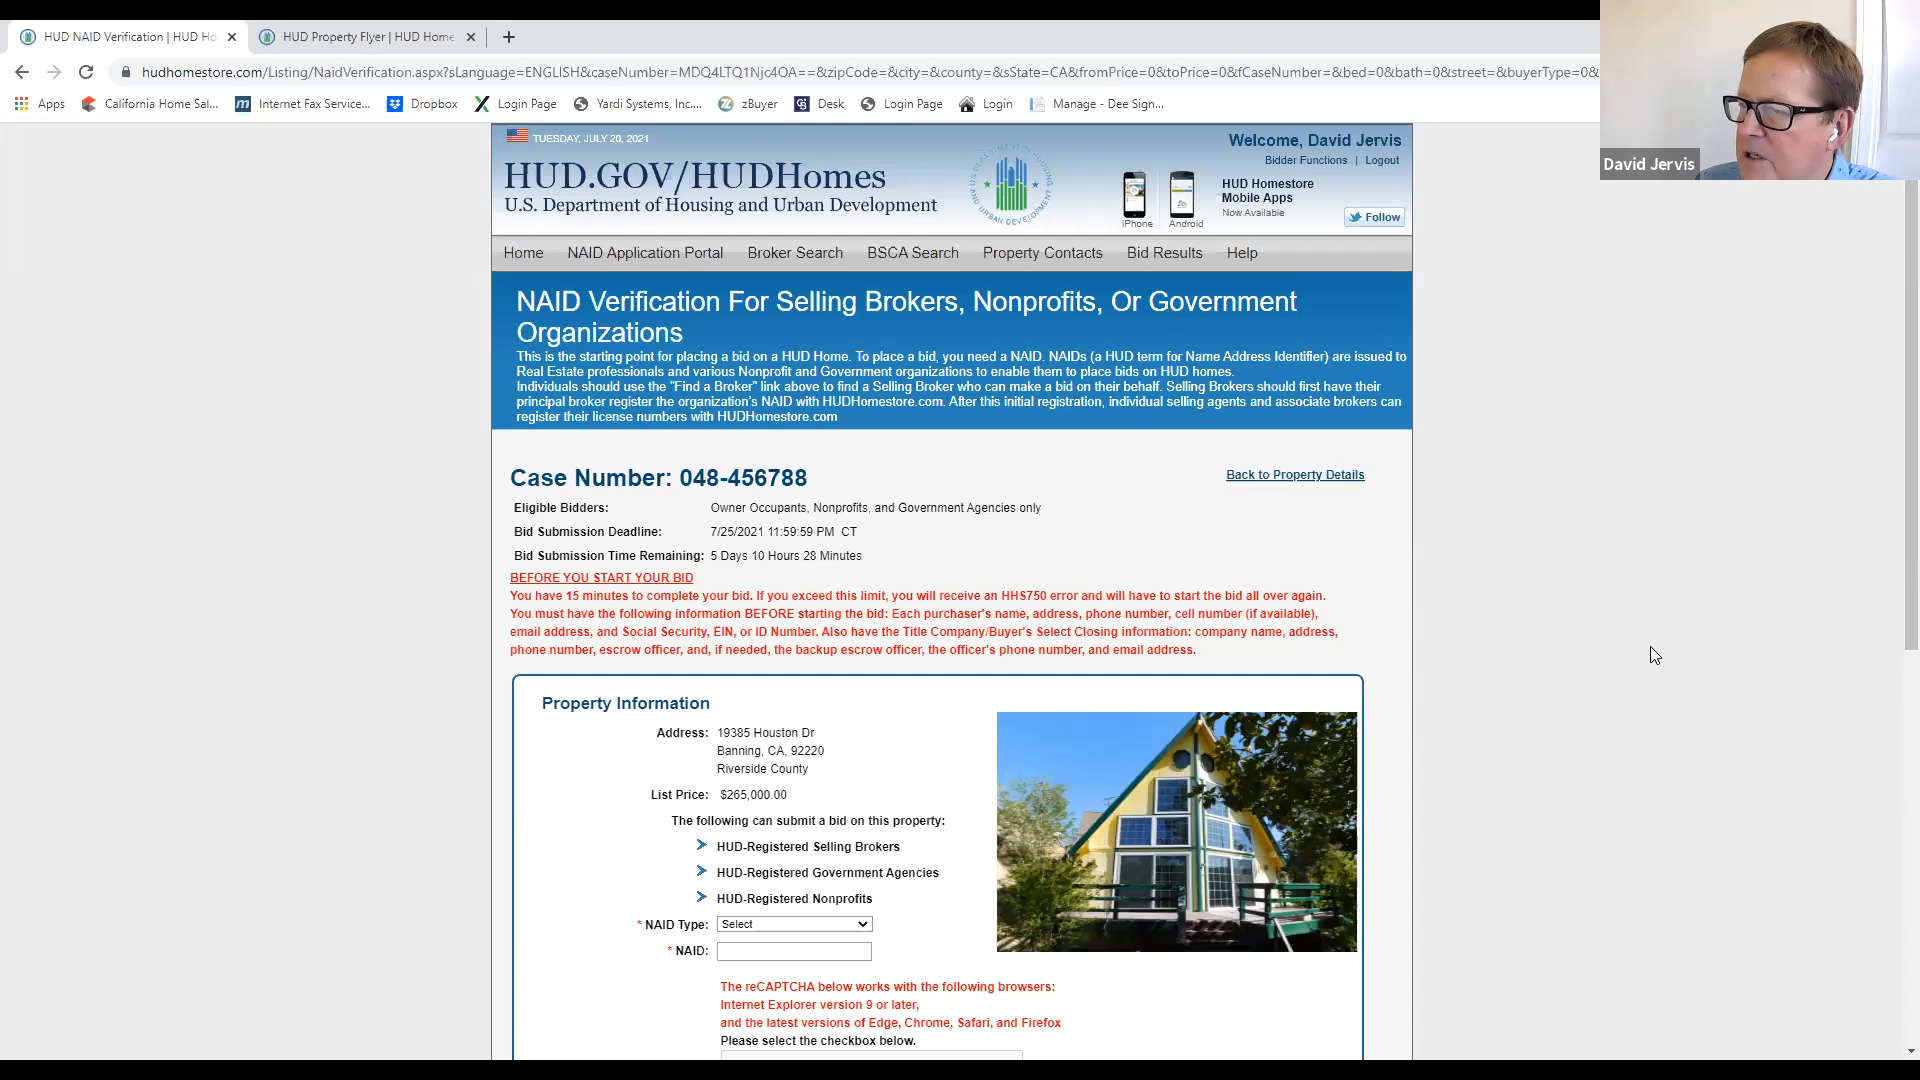 HUD NAID Verification | HUD Ho
HUD Property Flyer | HUD Home
hudhomestore.com/Listing/NaidVerification.aspx?sLanguage=ENGLISH&caseNumber=MDQ4LTQ1Njc4OA==&zipCode=&city=&county=&sState=CA&fromPrice=0&toPrice=0&fCaseNumber=&bed=0&bath=0&street=&buyerType=0&
Apps California Home Sal... Internet Fax Service... Dropbox Login Page Yardi Systems, Inc.... zBuyer Desk Login Page Login Manage - Dee Sign...
David Jervis
TUESDAY, JULY 20, 2021
Welcome, David Jervis
Bidder Functions | Logout
HUD.GOV/HUDHomes
U.S. Department of Housing and Urban Development
HUD Homestore
Mobile Apps
Now Available
iPhone Android
Follow
Home NAID Application Portal Broker Search BSCA Search Property Contacts Bid Results Help
NAID Verification For Selling Brokers, Nonprofits, Or Government
Organizations
This is the starting point for placing a bid on a HUD Home. To place a bid, you need a NAID. NAIDs (a HUD term for Name Address Identifier) are issued to
Real Estate professionals and various Nonprofit and Government organizations to enable them to place bids on HUD homes.
Individuals should use the "Find a Broker" link above to find a Selling Broker who can make a bid on their behalf. Selling Brokers should first have their
principal broker register the organization's NAID with HUDHomestore.com. After this initial registration, individual selling agents and associate brokers can
register their license numbers with HUDHomestore.com
Case Number: 048-456788
Back to Property Details
Eligible Bidders: Owner Occupants, Nonprofits, and Government Agencies only
Bid Submission Deadline: 7/25/2021 11:59:59 PM CT
Bid Submission Time Remaining: 5 Days 10 Hours 28 Minutes
BEFORE YOU START YOUR BID
You have 15 minutes to complete your bid. If you exceed this limit, you will receive an HHS750 error and will have to start the bid all over again.
You must have the following information BEFORE starting the bid: Each purchaser's name, address, phone number, cell number (if available),
email address, and Social Security, EIN, or ID Number. Also have the Title Company/Buyer's Select Closing information: company name, address,
phone number, escrow officer, and, if needed, the backup escrow officer, the officer's phone number, and email address.
Property Information
Address: 19385 Houston Dr
Banning, CA, 92220
Riverside County
List Price: $265,000.00
The following can submit a bid on this property:
HUD-Registered Selling Brokers
HUD-Registered Government Agencies
HUD-Registered Nonprofits
* NAID Type: Select
* NAID:
The reCAPTCHA below works with the following browsers:
Internet Explorer version 9 or later,
and the latest versions of Edge, Chrome, Safari, and Firefox
Please select the checkbox below.